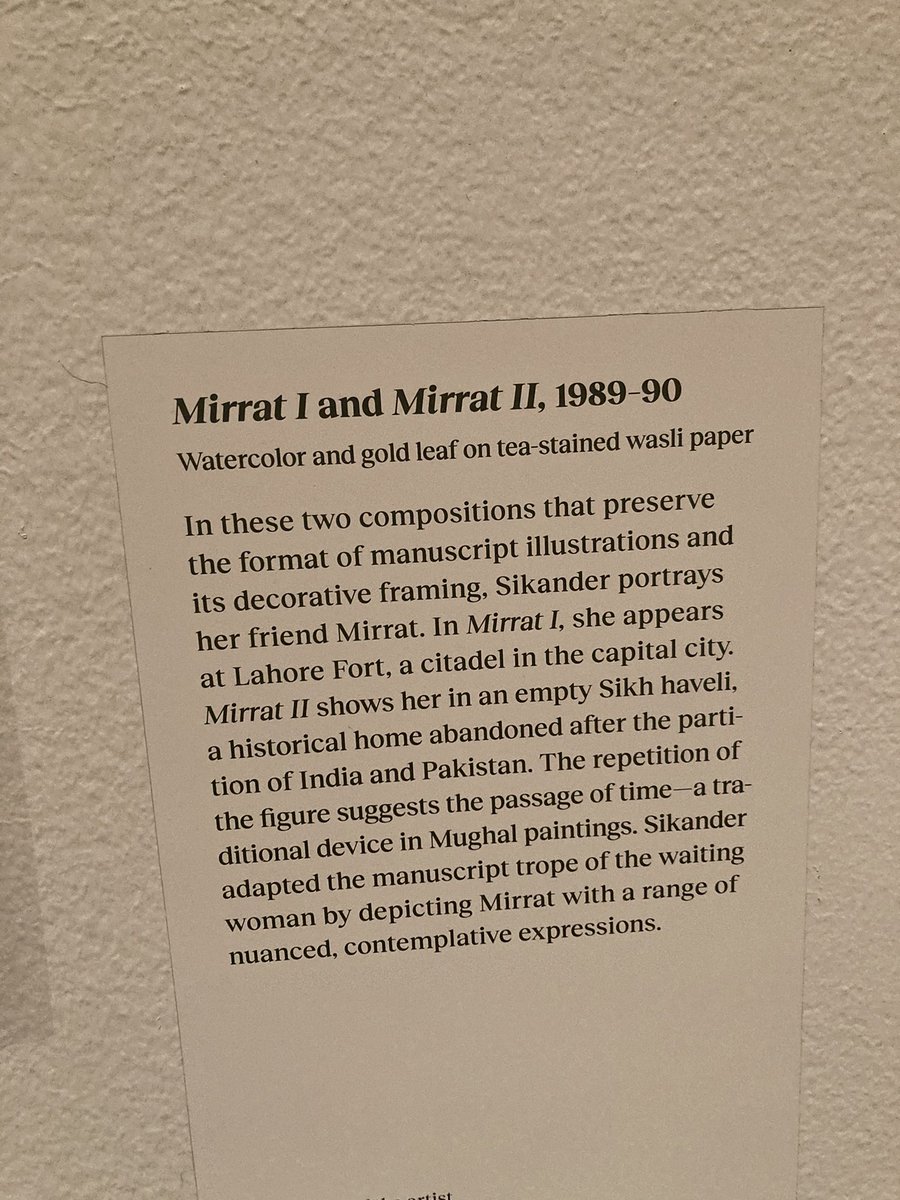 Mirrat I and Mirrat II, 1989-90
Watercolor and gold leaf on tea-stained wasli paper
In these two compositions that preserve
the format of manuscript illustrations and
its decorative framing, Sikander portrays
her friend Mirrat. In Mirrat I, she appears
at Lahore Fort, a citadel in the capital city.
Mirrat II shows her in an empty Sikh haveli,
a historical home abandoned after the parti-
tion of India and Pakistan. The repetition of
the figure suggests the passage of time—a tra-
ditional device in Mughal paintings. Sikander
adapted the manuscript trope of the waiting
woman by depicting Mirrat with a range of
nuanced, contemplative expressions.
artist